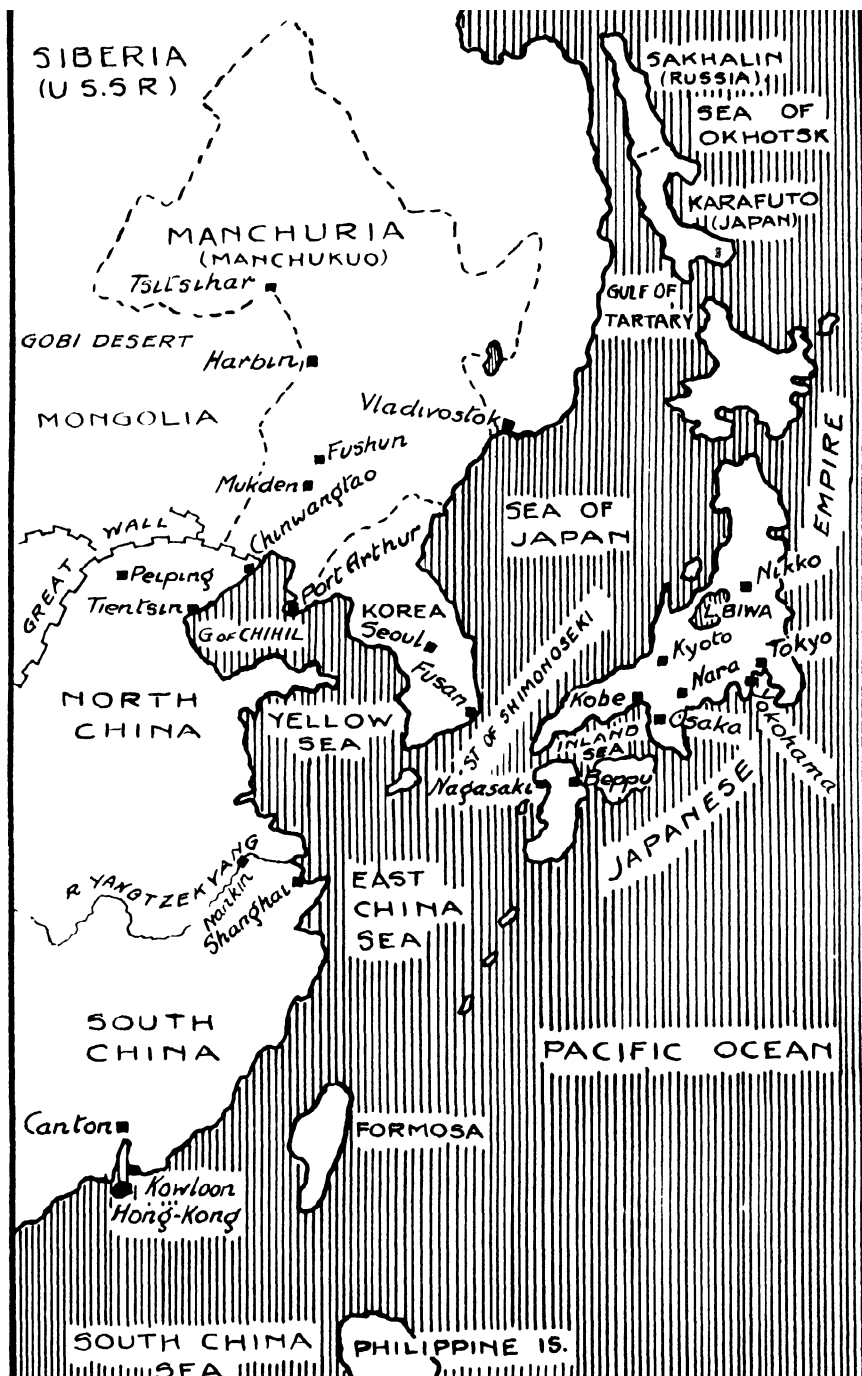 SIBERIA
(U S.S R)
SAKHALIN
(RUSSIA)
SEA OF
OKHOTSK
KARAFUTO
(JAPAN)
MANCHURIA
(MANCHUKUO)
Tsitsihar
GULF OF
TARTARY
GOBI DESERT
Harbin
MONGOLIA
Vladivostok
Fushun
Mukden
Chinwangtao
GREAT WALL
Peiping
Tientsin
Port Arthur
G OF CHIHIL
KOREA
Seoul
Fusan
SEA OF
JAPAN
JAPANESE EMPIRE
Nikko
L. BIWA
Kyoto
Tokyo
Nara
Yokohama
Kobe
Osaka
ST OF SHIMONOSEKI
INLAND
SEA
Nagasaki
Beppu
NORTH
CHINA
YELLOW
SEA
R YANGTZEKYANG
Nankin
Shanghai
EAST
CHINA
SEA
SOUTH
CHINA
PACIFIC OCEAN
Canton
FORMOSA
Kowloon
Hong-Kong
SOUTH CHINA
SEA
PHILIPPINE IS.